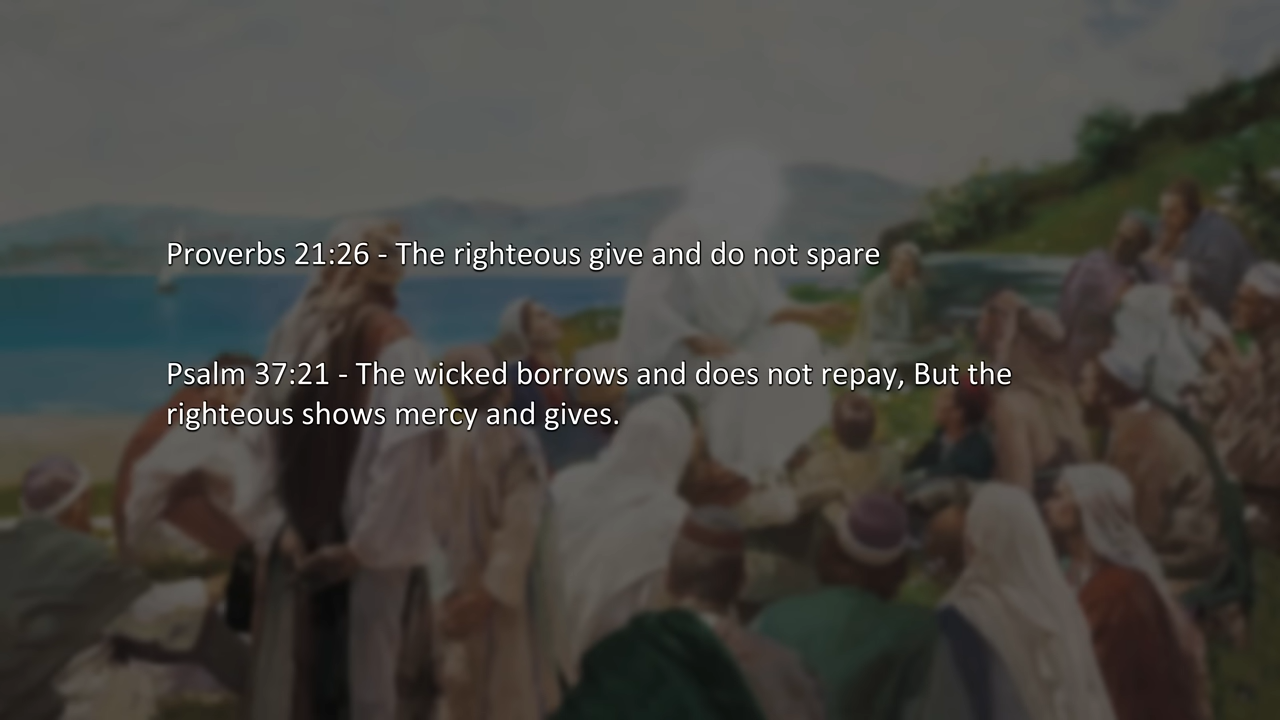 Proverbs 21:26 - The righteous give and do not spare
Psalm 37:21 - The wicked borrows and does not repay, But the
righteous shows mercy and gives.